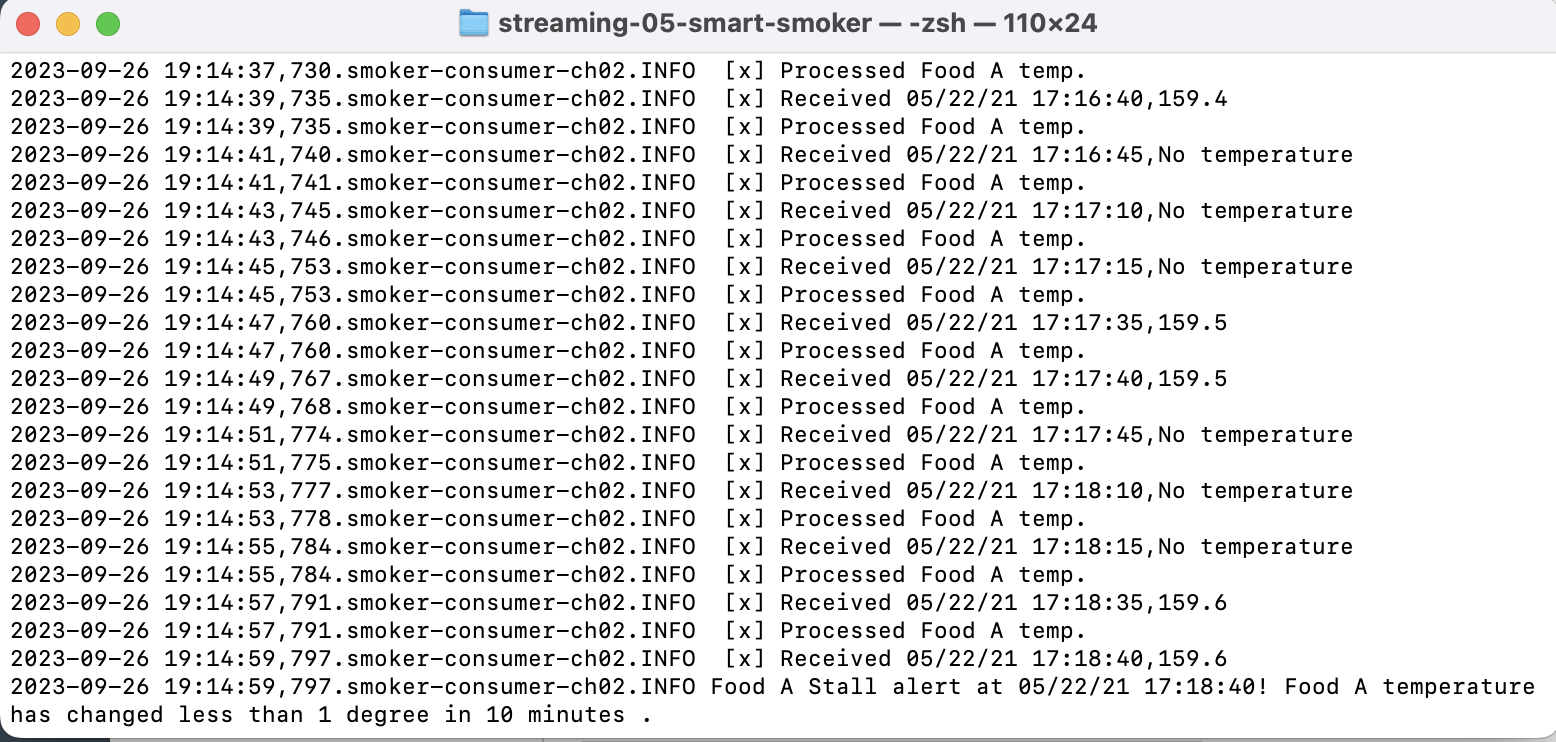 streaming-05-smart-smoker — -zsh — 110×24
2023-09-26 19:14:37,730.smoker-consumer-ch02.INFO  [x] Processed Food A temp.
2023-09-26 19:14:39,735.smoker-consumer-ch02.INFO  [x] Received 05/22/21 17:16:40,159.4
2023-09-26 19:14:39,735.smoker-consumer-ch02.INFO  [x] Processed Food A temp.
2023-09-26 19:14:41,740.smoker-consumer-ch02.INFO  [x] Received 05/22/21 17:16:45,No temperature
2023-09-26 19:14:41,741.smoker-consumer-ch02.INFO  [x] Processed Food A temp.
2023-09-26 19:14:43,745.smoker-consumer-ch02.INFO  [x] Received 05/22/21 17:17:10,No temperature
2023-09-26 19:14:43,746.smoker-consumer-ch02.INFO  [x] Processed Food A temp.
2023-09-26 19:14:45,753.smoker-consumer-ch02.INFO  [x] Received 05/22/21 17:17:15,No temperature
2023-09-26 19:14:45,753.smoker-consumer-ch02.INFO  [x] Processed Food A temp.
2023-09-26 19:14:47,760.smoker-consumer-ch02.INFO  [x] Received 05/22/21 17:17:35,159.5
2023-09-26 19:14:47,760.smoker-consumer-ch02.INFO  [x] Processed Food A temp.
2023-09-26 19:14:49,767.smoker-consumer-ch02.INFO  [x] Received 05/22/21 17:17:40,159.5
2023-09-26 19:14:49,768.smoker-consumer-ch02.INFO  [x] Processed Food A temp.
2023-09-26 19:14:51,774.smoker-consumer-ch02.INFO  [x] Received 05/22/21 17:17:45,No temperature
2023-09-26 19:14:51,775.smoker-consumer-ch02.INFO  [x] Processed Food A temp.
2023-09-26 19:14:53,777.smoker-consumer-ch02.INFO  [x] Received 05/22/21 17:18:10,No temperature
2023-09-26 19:14:53,778.smoker-consumer-ch02.INFO  [x] Processed Food A temp.
2023-09-26 19:14:55,784.smoker-consumer-ch02.INFO  [x] Received 05/22/21 17:18:15,No temperature
2023-09-26 19:14:55,784.smoker-consumer-ch02.INFO  [x] Processed Food A temp.
2023-09-26 19:14:57,791.smoker-consumer-ch02.INFO  [x] Received 05/22/21 17:18:35,159.6
2023-09-26 19:14:57,791.smoker-consumer-ch02.INFO  [x] Processed Food A temp.
2023-09-26 19:14:59,797.smoker-consumer-ch02.INFO  [x] Received 05/22/21 17:18:40,159.6
2023-09-26 19:14:59,797.smoker-consumer-ch02.INFO Food A Stall alert at 05/22/21 17:18:40! Food A temperature
has changed less than 1 degree in 10 minutes .